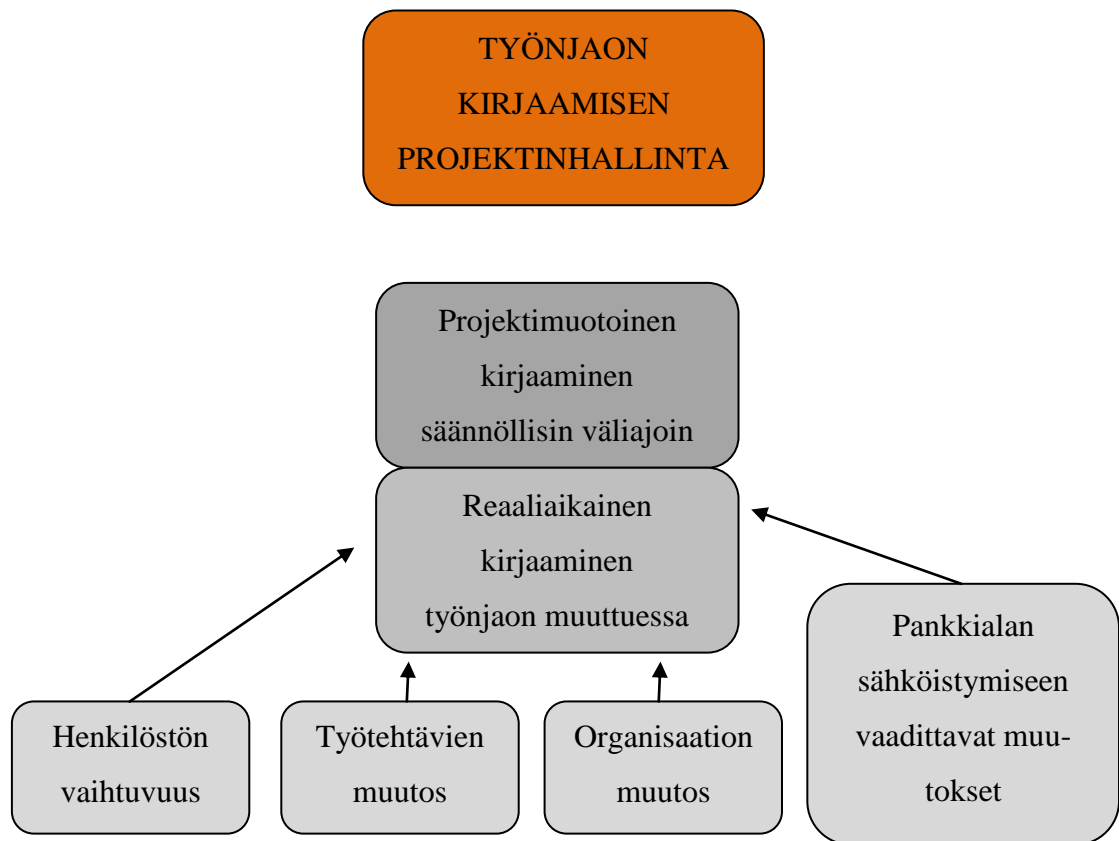 TYÖNJAON
KIRJAAMISEN
PROJEKTINHALLINTA
Projektimuotoinen
kirjaaminen
säännöllisin väliajoin
Reaaliaikainen
kirjaaminen
työnjaon muuttuessa
Henkilöstön
vaihtuvuus
Työtehtävien
muutos
Organisaation
muutos
Pankkialan
sähköistymiseen
vaadittavat muu-
tokset